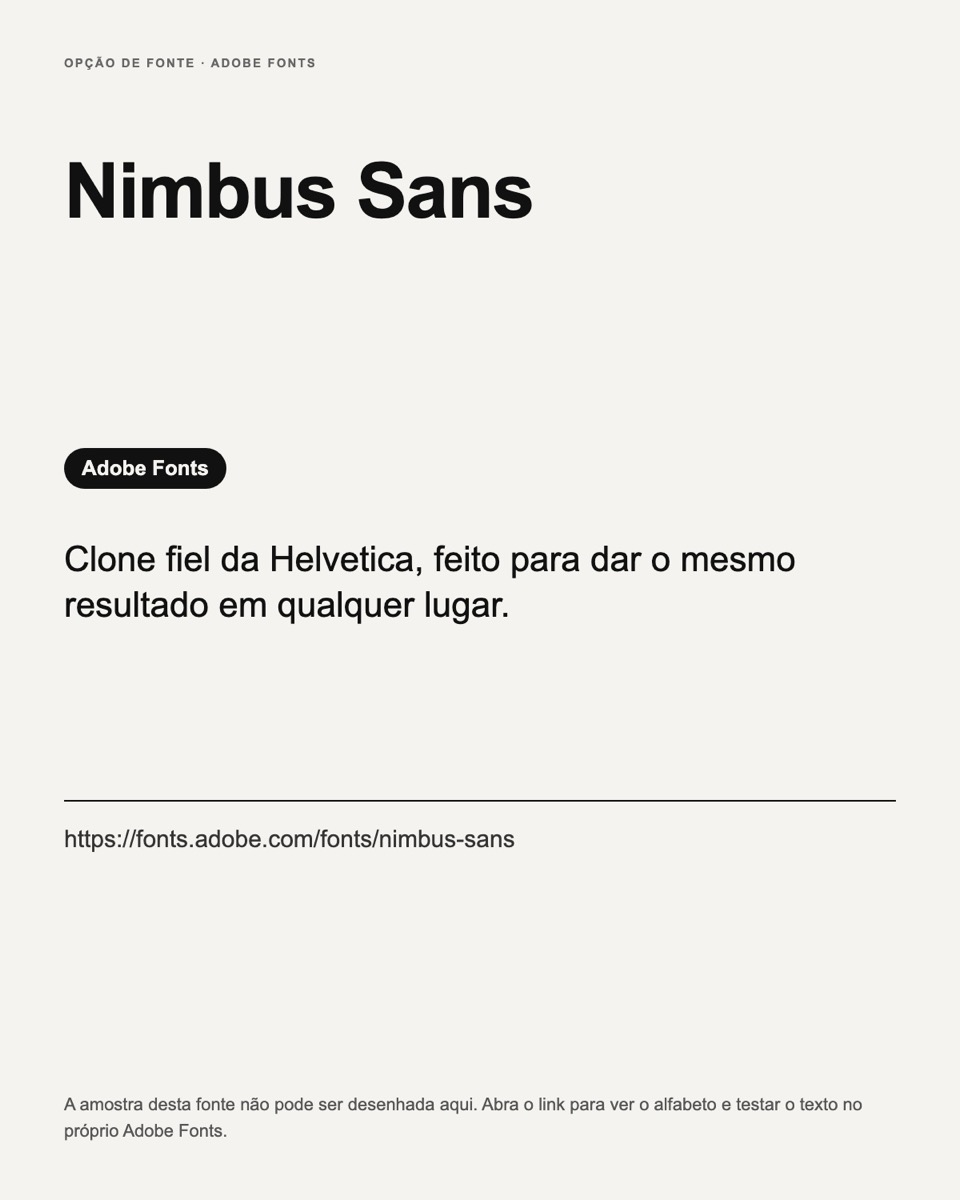 OPÇÃO DE FONTE · ADOBE FONTS
Nimbus Sans
Adobe Fonts
Clone fiel da Helvetica, feito para dar o mesmo
resultado em qualquer lugar.
https://fonts.adobe.com/fonts/nimbus-sans
A amostra desta fonte não pode ser desenhada aqui. Abra o link para ver o alfabeto e testar o texto no
próprio Adobe Fonts.